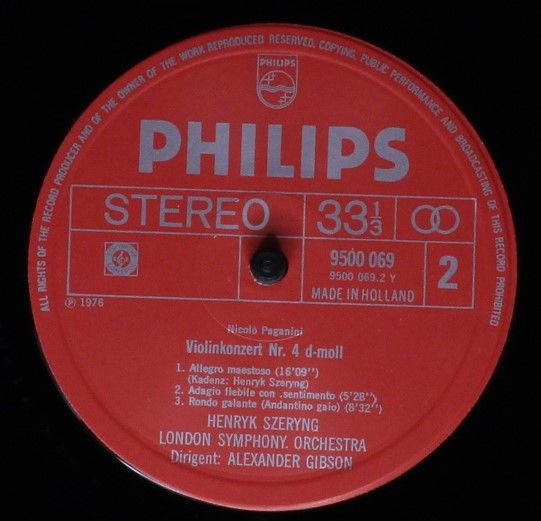 ALL RIGHTS OF THE RECORD PRODUCER AND OF THE OWNER OF THE WORK REPRODUCED RESERVED. COPYING, PUBLIC PERFORMANCE AND BROADCASTING OF THIS RECORD PROHIBITED
PHILIPS
PHILIPS
STEREO 33 1/3
9500 069
9500 069.2 Y
MADE IN HOLLAND
2
℗ 1976
Nicolò Paganini
Violinkonzert Nr. 4 d-moll
1. Allegro maestoso (16'09'')
(Kadenz: Henryk Szeryng)
2. Adagio flebile con .sentimento (5'28'')
3. Rondo galante (Andantino gaio) (8'32'')
HENRYK SZERYNG
LONDON SYMPHONY. ORCHESTRA
Dirigent: ALEXANDER GIBSON